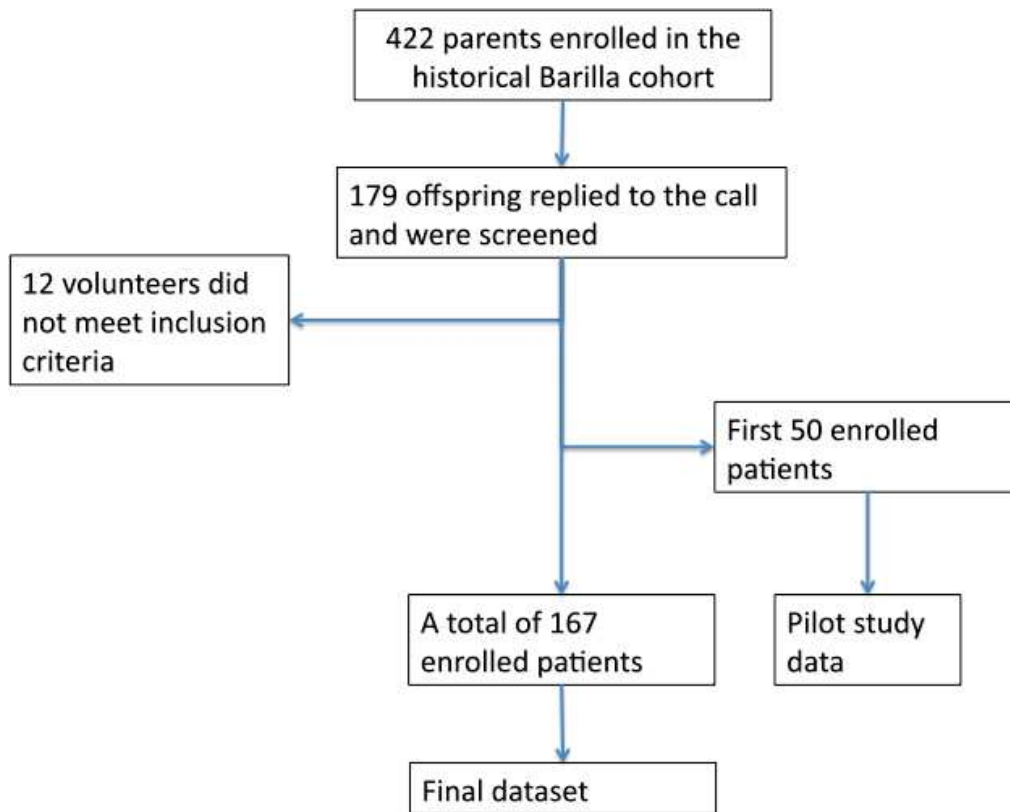 422 parents enrolled in the
historical Barilla cohort
179 offspring replied to the call
and were screened
12 volunteers did
not meet inclusion
criteria
First 50 enrolled
patients
A total of 167
enrolled patients
Pilot study
data
Final dataset